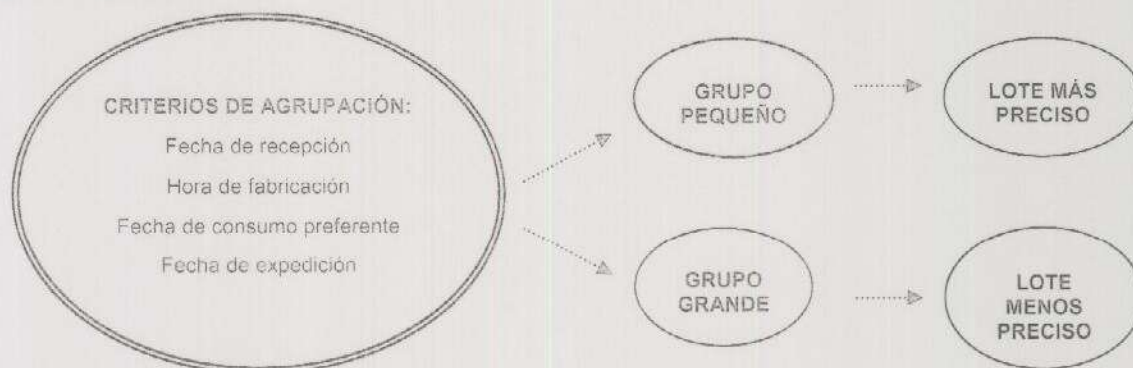 CRITERIOS DE AGRUPACIÓN:
Fecha de recepción
Hora de fabricación
Fecha de consumo preferente
Fecha de expedición
GRUPO
PEQUEÑO
LOTE MÁS
PRECISO
GRUPO
GRANDE
LOTE
MENOS
PRECISO